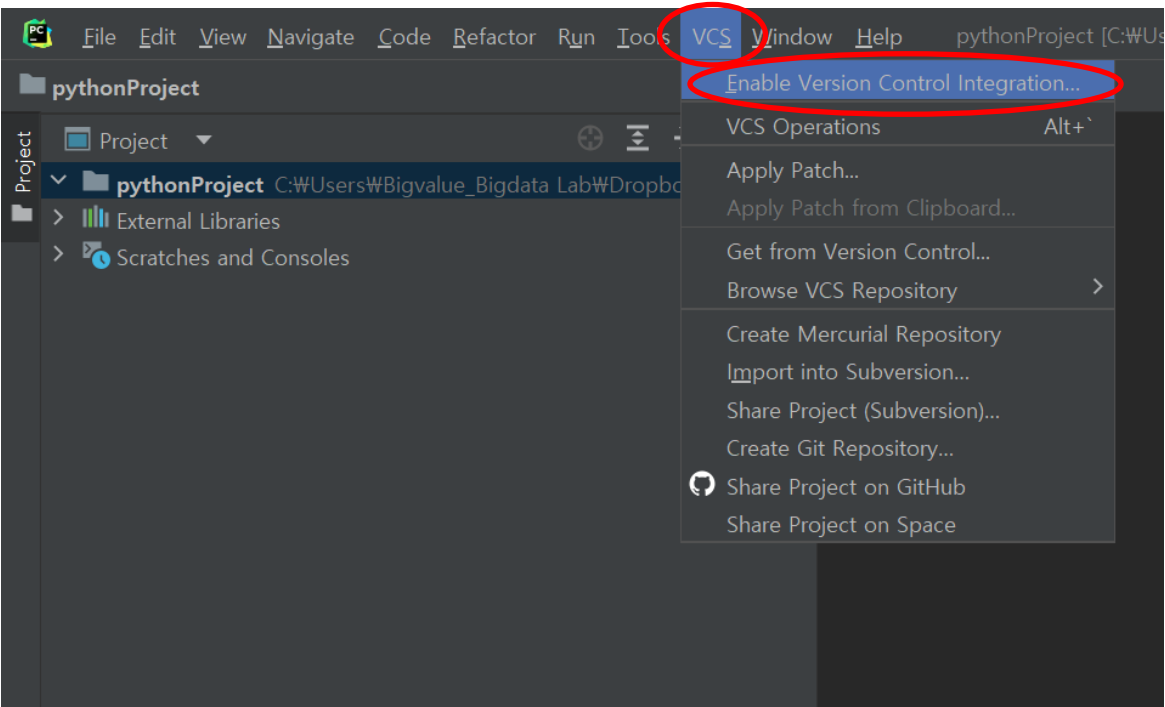 PC File Edit View Navigate Code Refactor Run Tools VCS Window Help pythonProject [C:₩Us
pythonProject
Enable Version Control Integration...
Project
Project
VCS Operations Alt+`
pythonProject C:₩Users₩Bigvalue_Bigdata Lab₩Dropbo
External Libraries
Scratches and Consoles
Apply Patch...
Apply Patch from Clipboard...
Get from Version Control...
Browse VCS Repository
Create Mercurial Repository
Import into Subversion...
Share Project (Subversion)...
Create Git Repository...
Share Project on GitHub
Share Project on Space